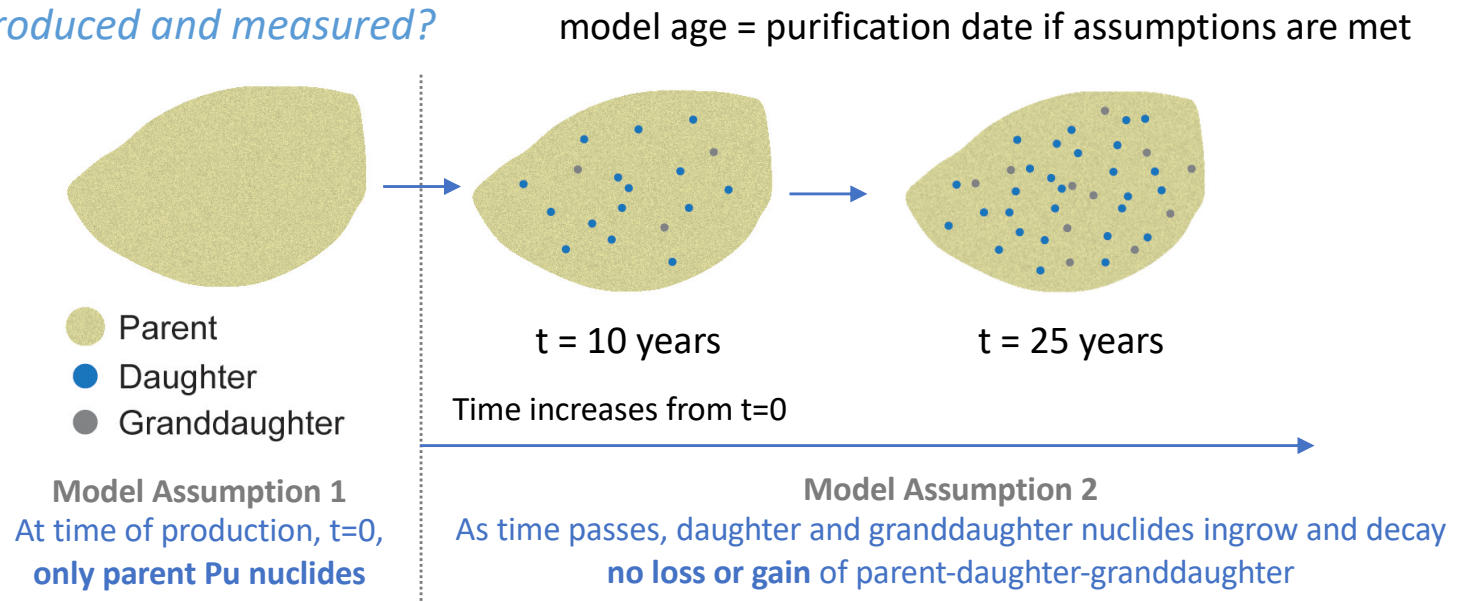 roduced and measured?
model age = purification date if assumptions are met
Parent
Daughter
Granddaughter
t = 10 years
t = 25 years
Time increases from t=0
Model Assumption 1
At time of production, t=0,
only parent Pu nuclides
Model Assumption 2
As time passes, daughter and granddaughter nuclides ingrow and decay
no loss or gain of parent-daughter-granddaughter